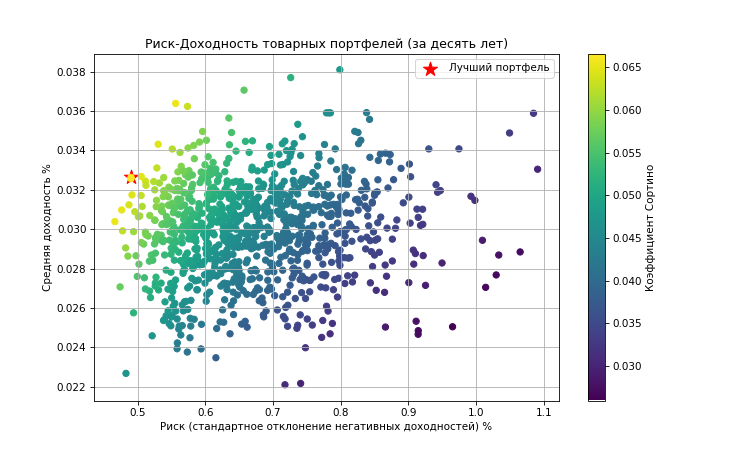 Риск-Доходность товарных портфелей (за десять лет)
Лучший портфель
Средняя доходность %
0.038
0.036
0.034
0.032
0.030
0.028
0.026
0.024
0.022
0.5 0.6 0.7 0.8 0.9 1.0 1.1
Риск (стандартное отклонение негативных доходностей) %
0.065
0.060
0.055
0.050
0.045
0.040
0.035
0.030
Коэффициент Сортино